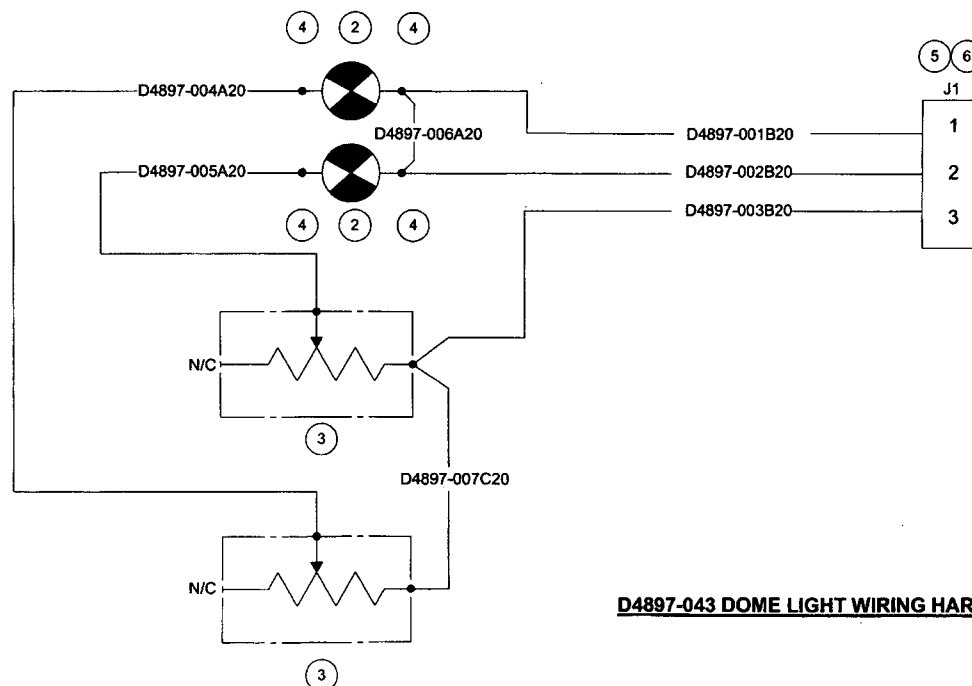 4 2 4
5 6
J1
D4897-004A20
1
D4897-006A20
D4897-001B20
D4897-005A20
D4897-002B20
2
4 2 4
D4897-003B20
3
N/C
3
D4897-007C20
N/C
D4897-043 DOME LIGHT WIRING HAR
3